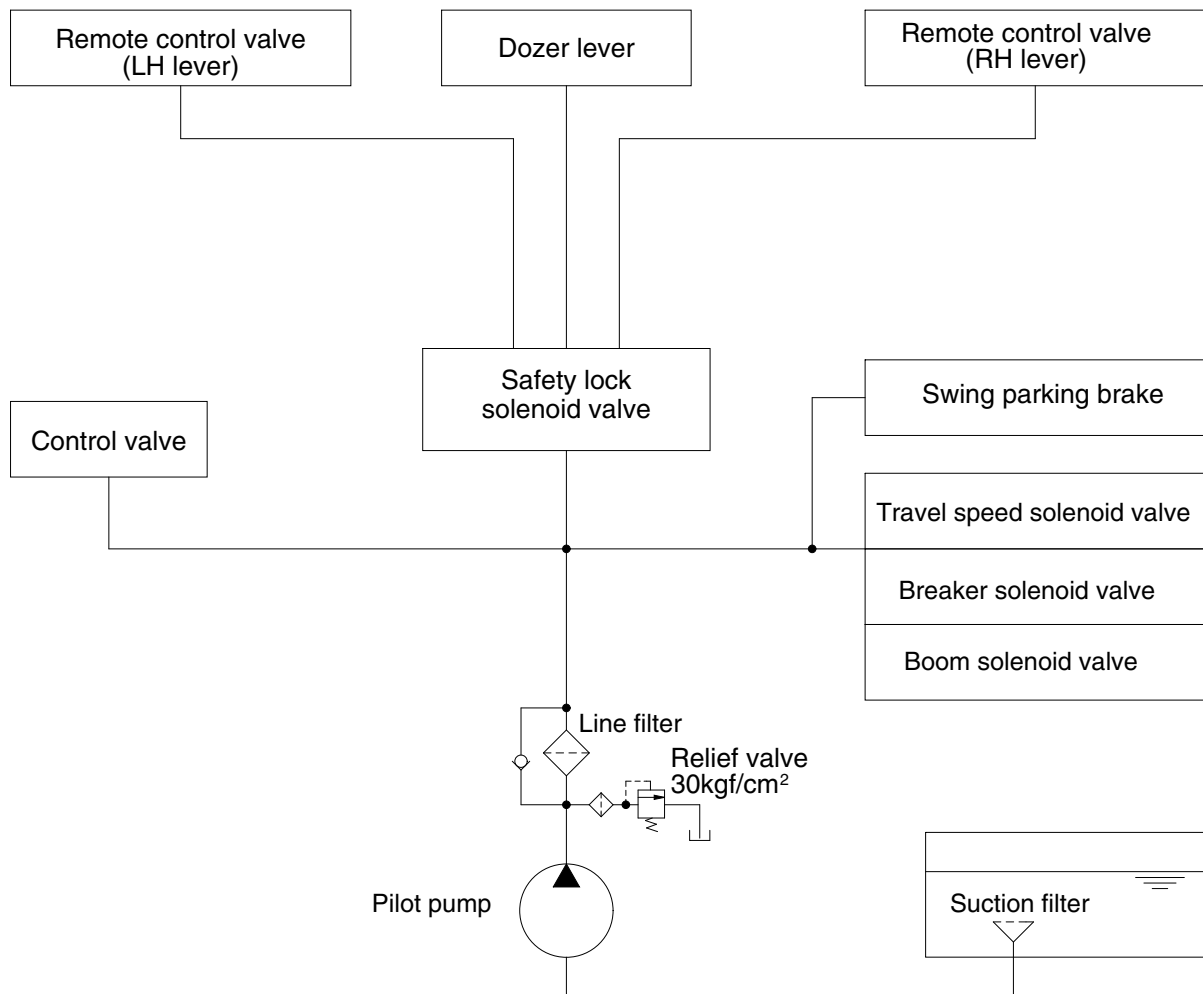 Remote control valve
(LH lever)
Dozer lever
Remote control valve
(RH lever)
Safety lock
solenoid valve
Swing parking brake
Control valve
Travel speed solenoid valve
Breaker solenoid valve
Boom solenoid valve
Line filter
Relief valve
30kgf/cm²
Pilot pump
Suction filter